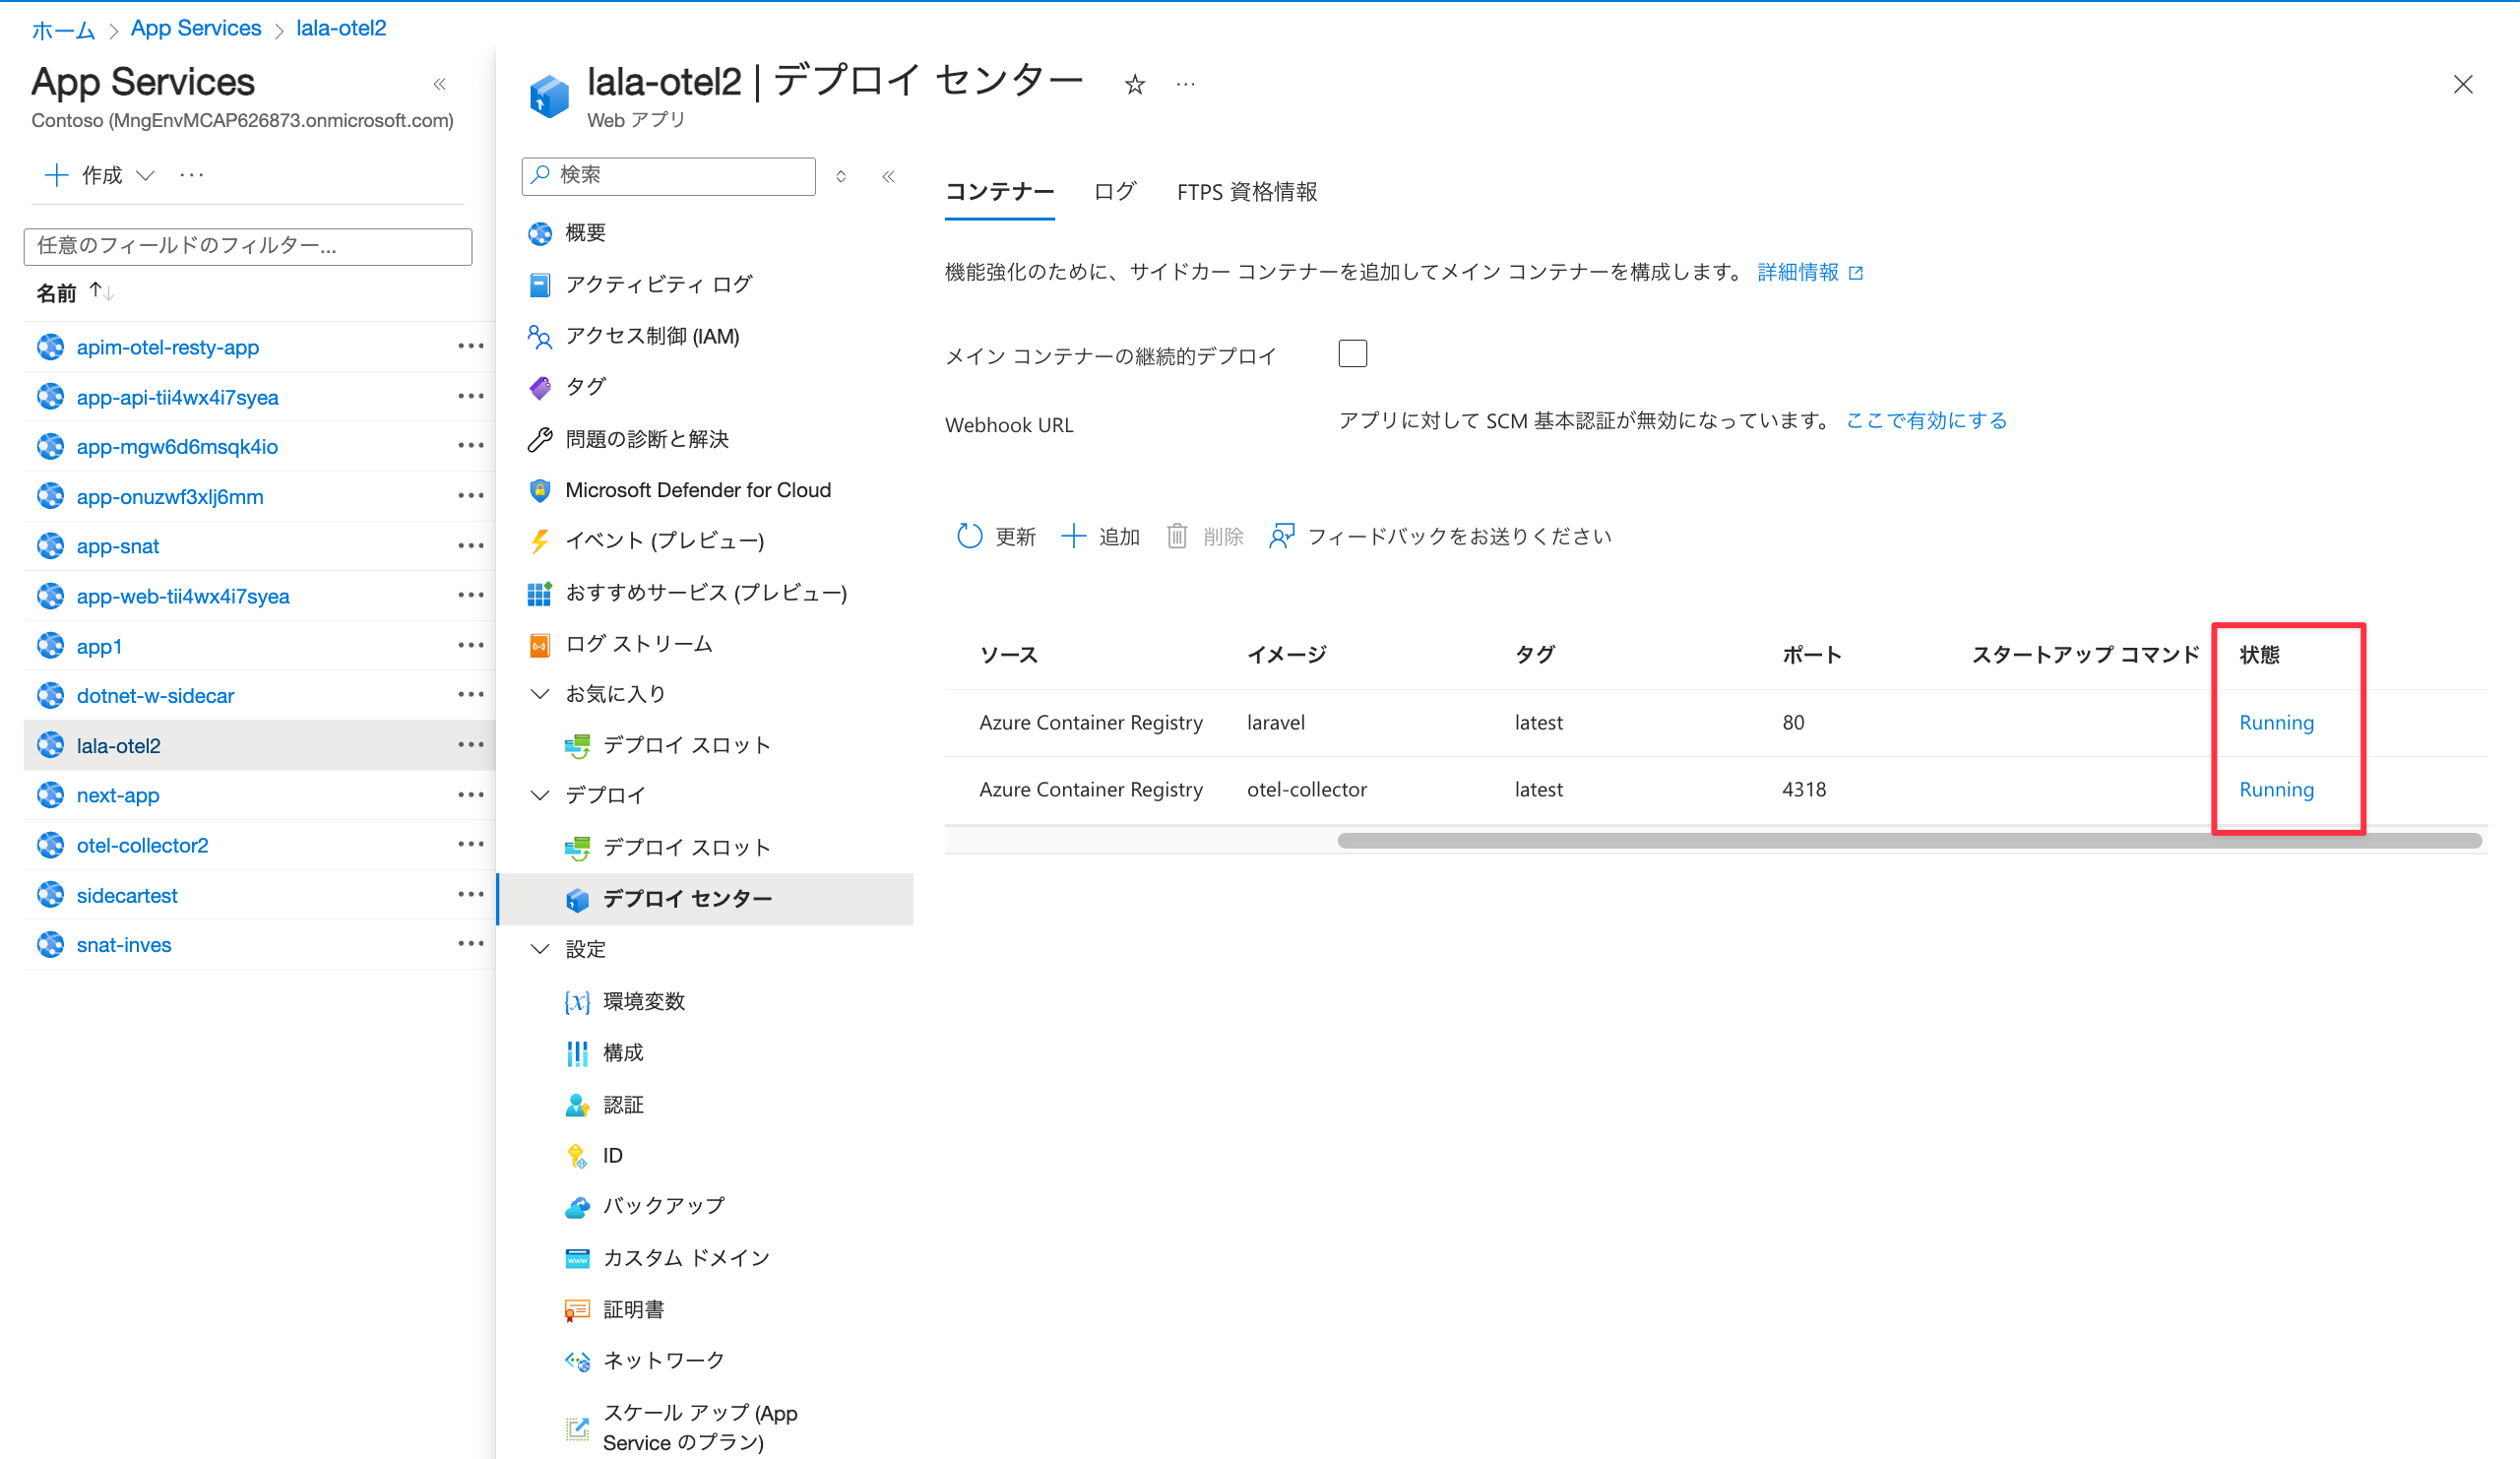 ホーム > App Services > lala-otel2
App Services
Contoso (MngEnvMCAP626873.onmicrosoft.com)
作成
任意のフィールドのフィルター...
名前
apim-otel-resty-app
app-api-tii4wx4i7syea
app-mgw6d6msqk4io
app-onuzwf3xlj6mm
app-snat
app-web-tii4wx4i7syea
app1
dotnet-w-sidecar
lala-otel2
next-app
otel-collector2
sidecartest
snat-inves
lala-otel2 | デプロイ センター
Web アプリ
検索
概要
アクティビティ ログ
アクセス制御 (IAM)
タグ
問題の診断と解決
Microsoft Defender for Cloud
イベント (プレビュー)
おすすめサービス (プレビュー)
ログ ストリーム
お気に入り
デプロイ スロット
デプロイ
デプロイ スロット
デプロイ センター
設定
環境変数
構成
認証
ID
バックアップ
カスタム ドメイン
証明書
ネットワーク
スケール アップ (App
Service のプラン)
コンテナー ログ FTPS 資格情報
機能強化のために、サイドカー コンテナーを追加してメイン コンテナーを構成します。 詳細情報
メイン コンテナーの継続的デプロイ
Webhook URL アプリに対して SCM 基本認証が無効になっています。 ここで有効にする
更新 追加 削除 フィードバックをお送りください
ソース イメージ タグ ポート スタートアップ コマンド 状態
Azure Container Registry laravel latest 80 Running
Azure Container Registry otel-collector latest 4318 Running